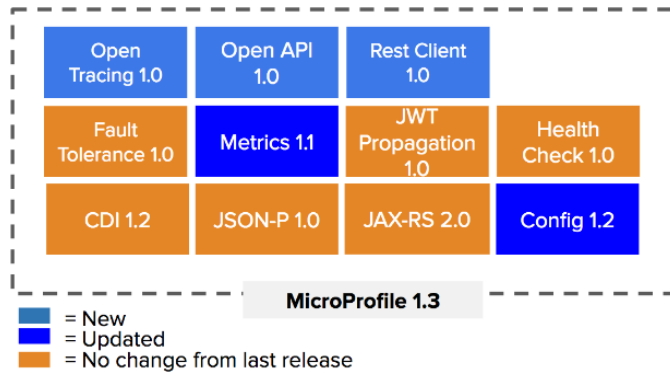 Open
Tracing 1.0
Open API
1.0
Rest Client
1.0
Fault
Tolerance 1.0
Metrics 1.1
JWT
Propagation
1.0
Health
Check 1.0
CDI 1.2
JSON-P 1.0
JAX-RS 2.0
Config 1.2
MicroProfile 1.3
= New
= Updated
= No change from last release